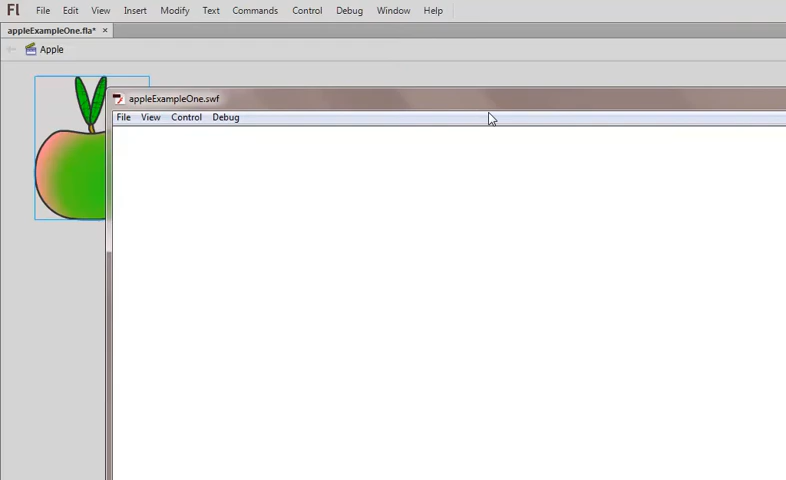 Fl File Edit View Insert Modify Text Commands Control Debug Window Help
appleExampleOne.fla* ×
Apple
appleExampleOne.swf
File View Control Debug